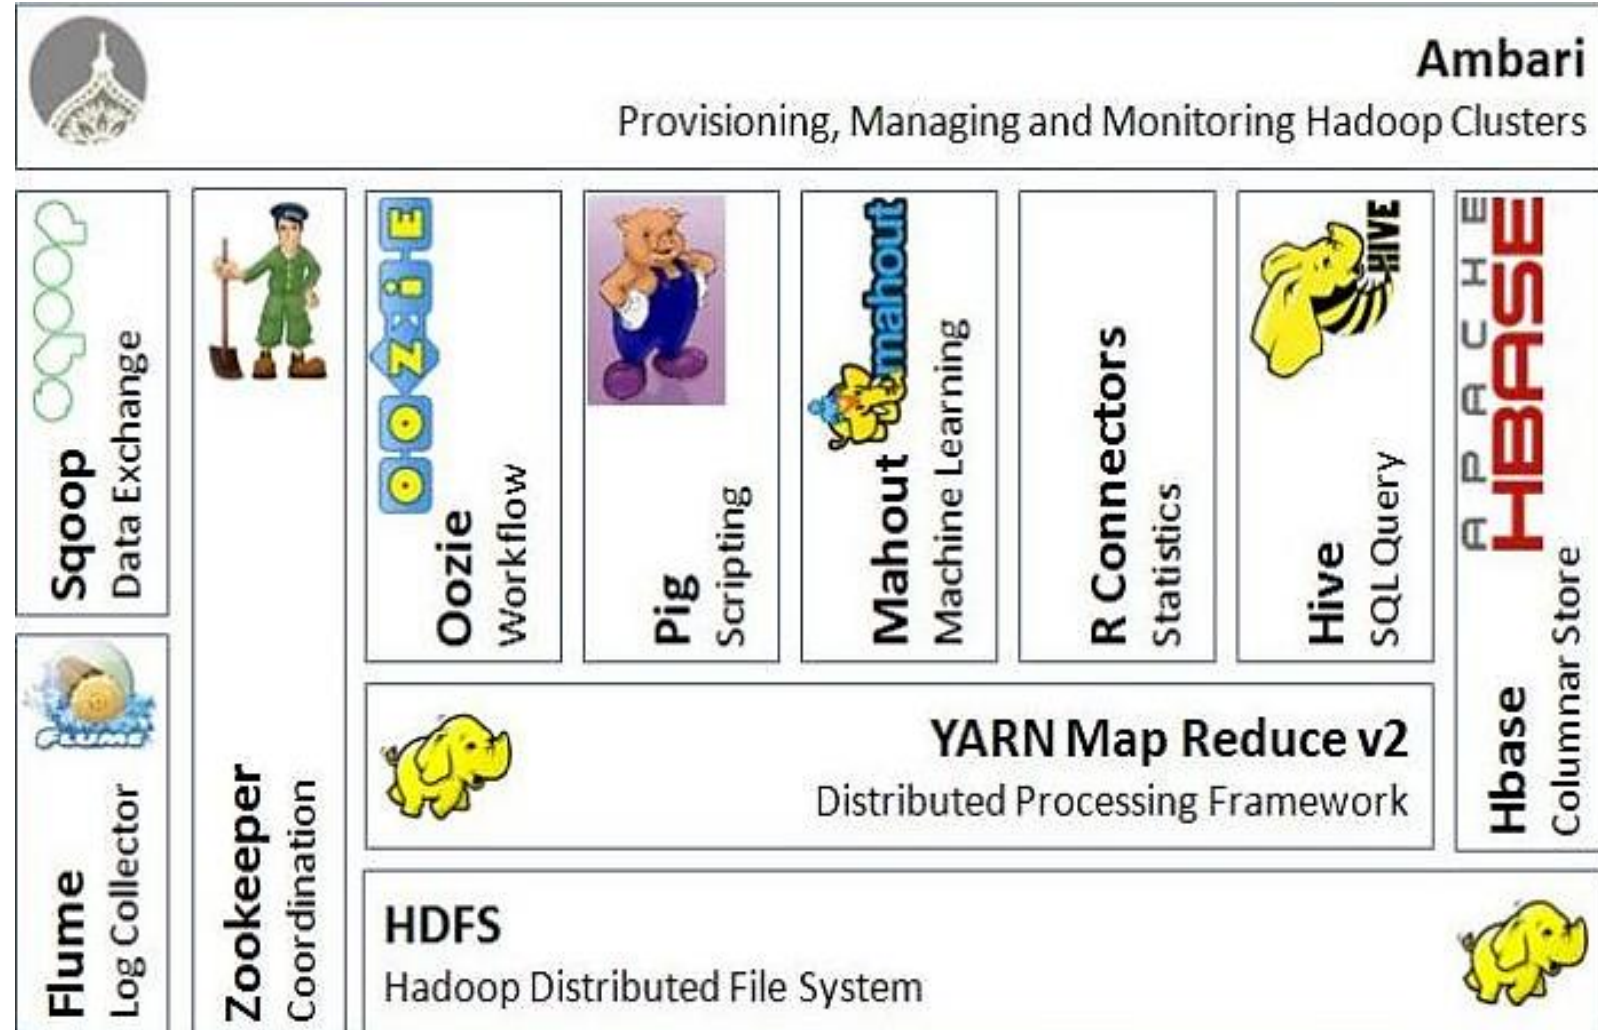 Ambari
Provisioning, Managing and Monitoring Hadoop Clusters
sqoop
Sqoop
Data Exchange
FLUME
Flume
Log Collector
Zookeeper
Coordination
OOZIE
Oozie
Workflow
Pig
Scripting
mahout
Mahout
Machine Learning
R Connectors
Statistics
HIVE
Hive
SQL Query
APACHE
HBASE
Hbase
Columnar Store
YARN Map Reduce v2
Distributed Processing Framework
HDFS
Hadoop Distributed File System